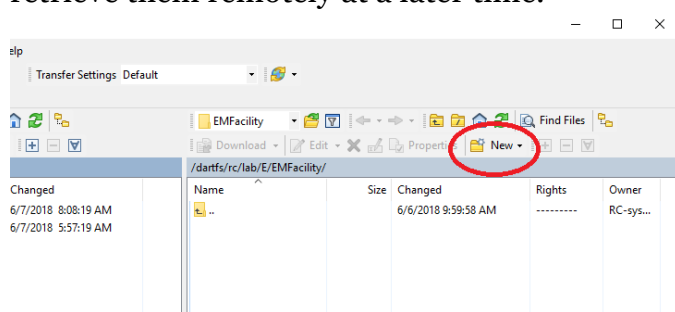 retrieve them remotely at a later time.
elp
Transfer Settings Default
EMFacility Find Files
Download Edit Properties New
/dartfs/rc/lab/E/EMFacility/
Changed Name Size Changed Rights Owner
6/7/2018 8:08:19 AM .. 6/6/2018 9:59:58 AM --------- RC-sys...
6/7/2018 5:57:19 AM